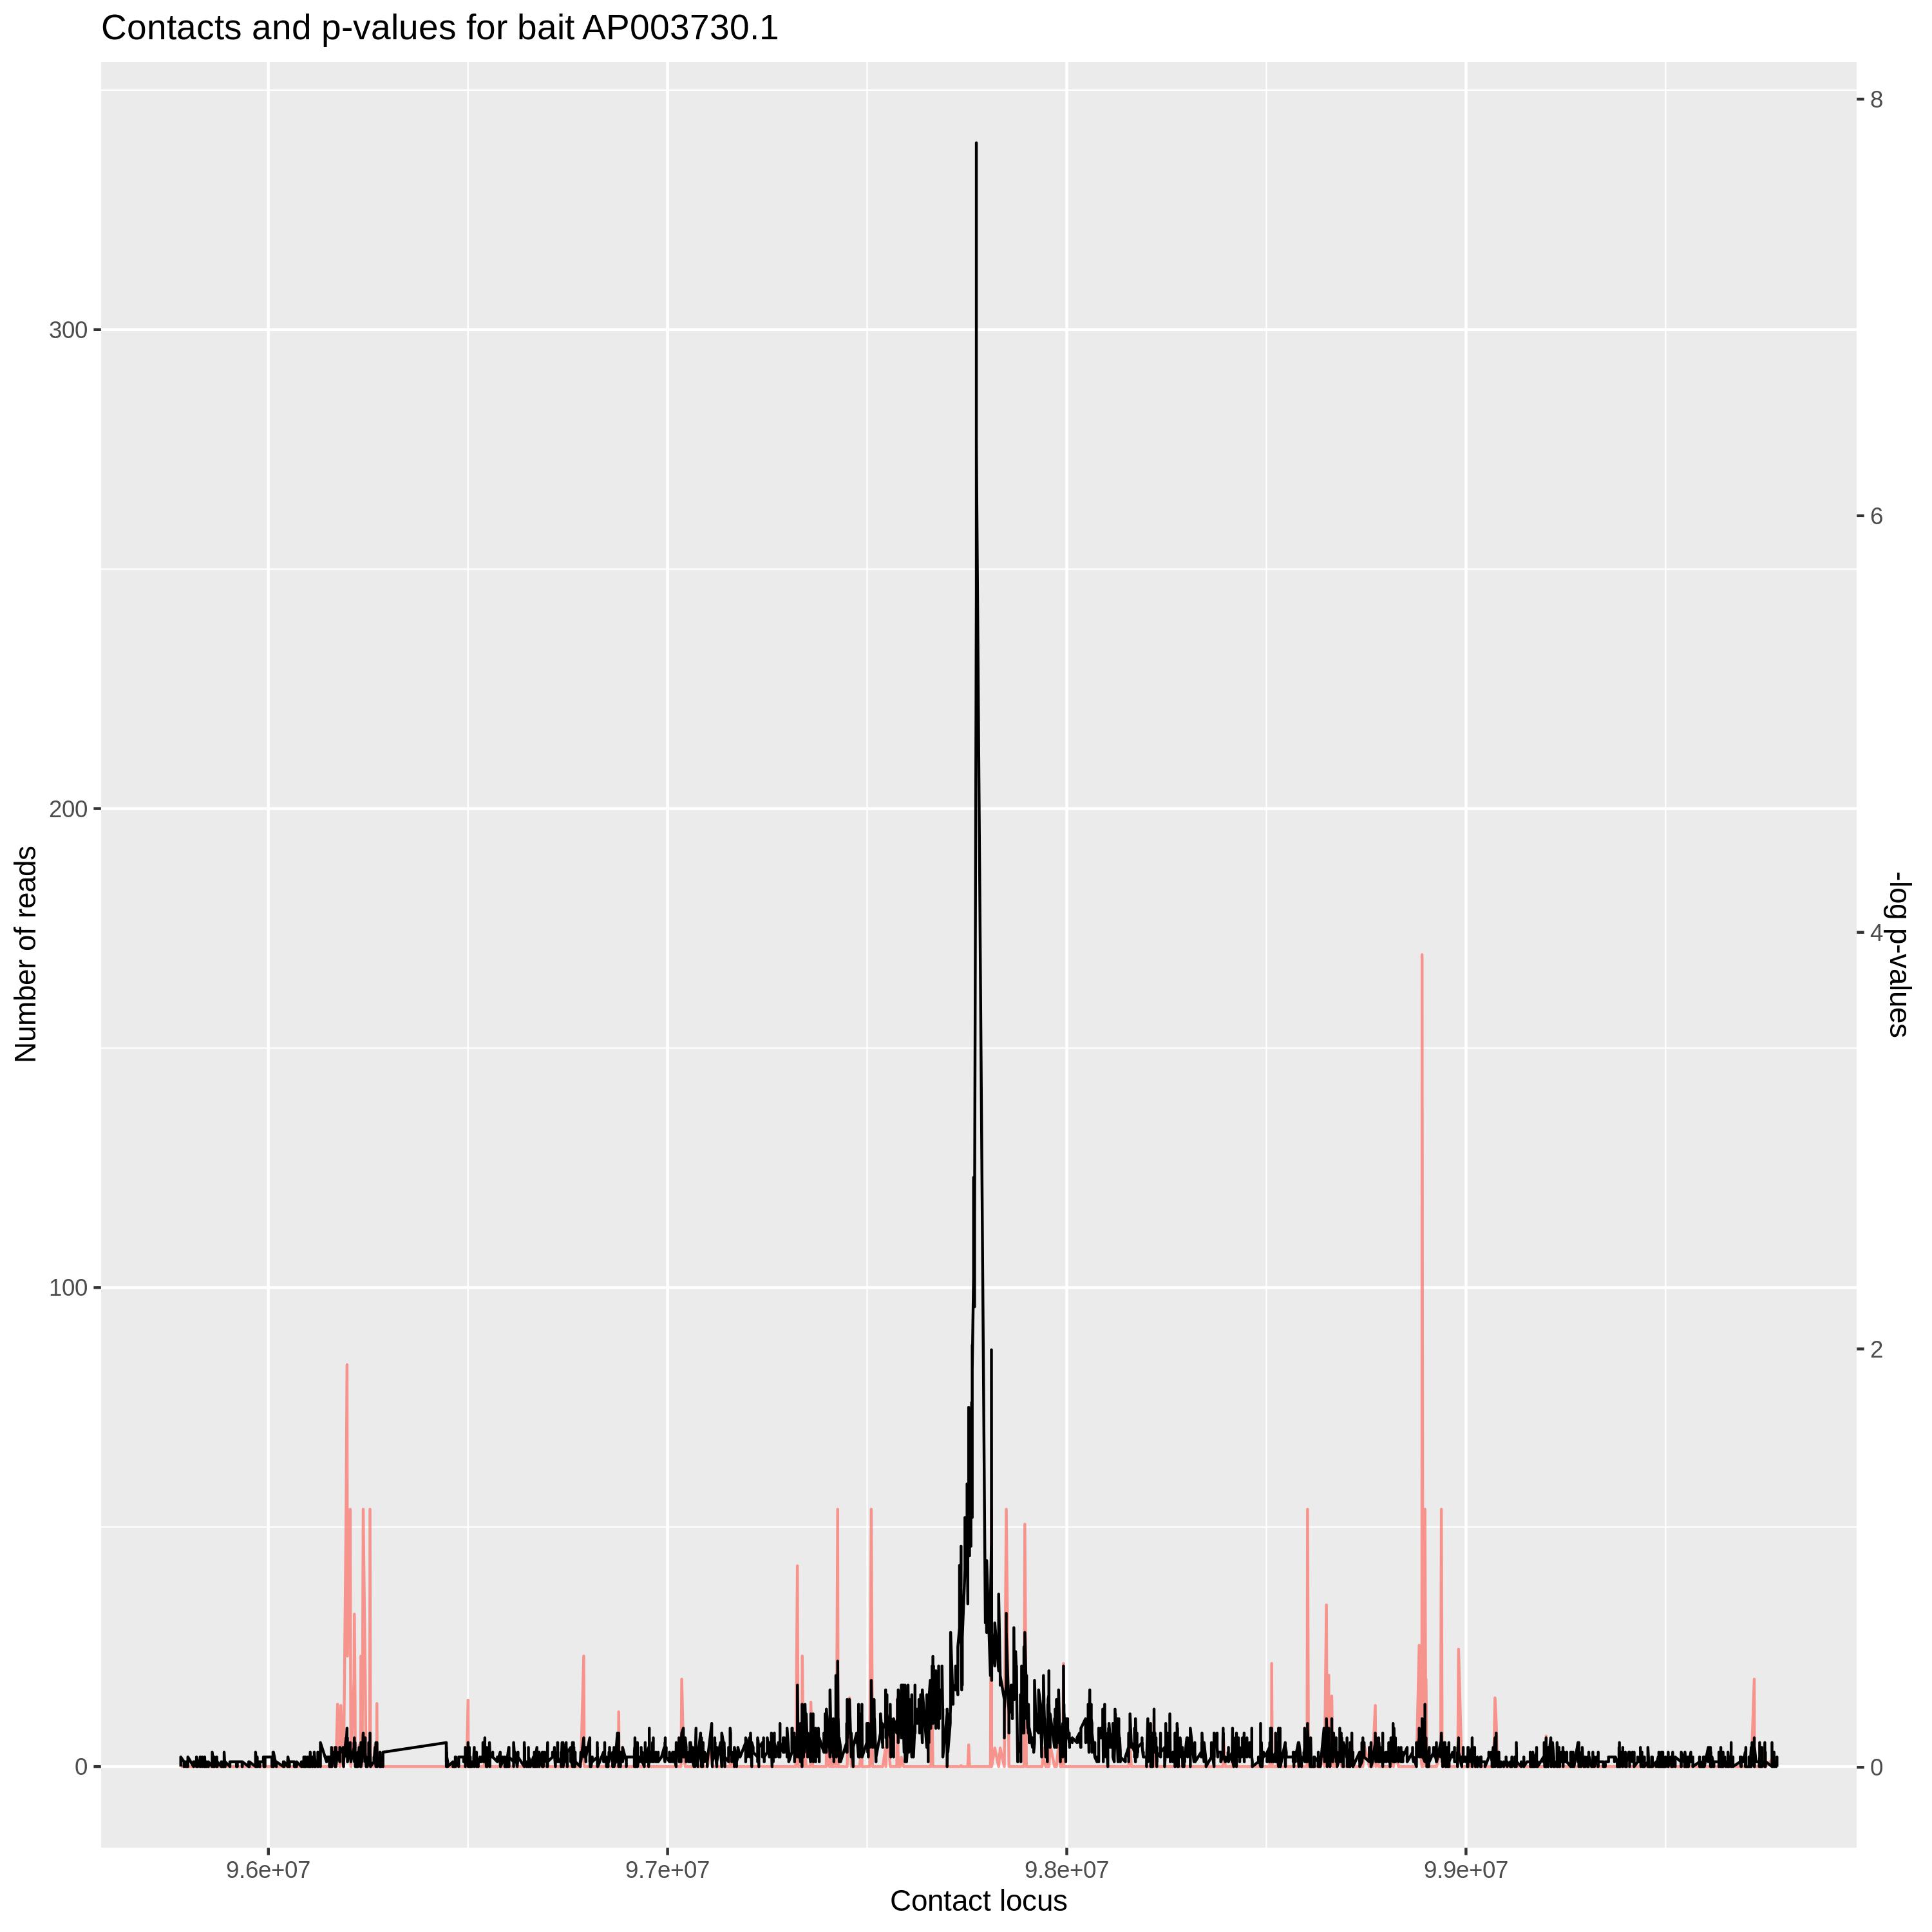 Contacts and p-values for bait AP003730.1
8
300
6
200
4
Number of reads
-log p-values
100
2
0
0
9.6e+07 9.7e+07 9.8e+07 9.9e+07
Contact locus